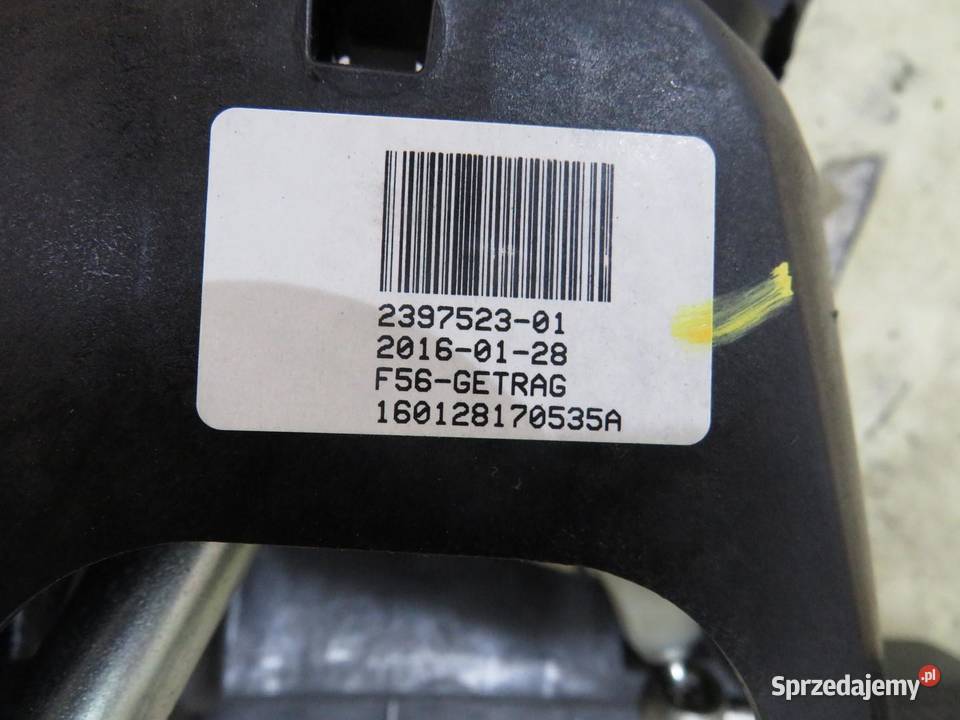 2397523-01
2016-01-28
F56-GETRAG
160128170535A
Sprzedajemy.pl